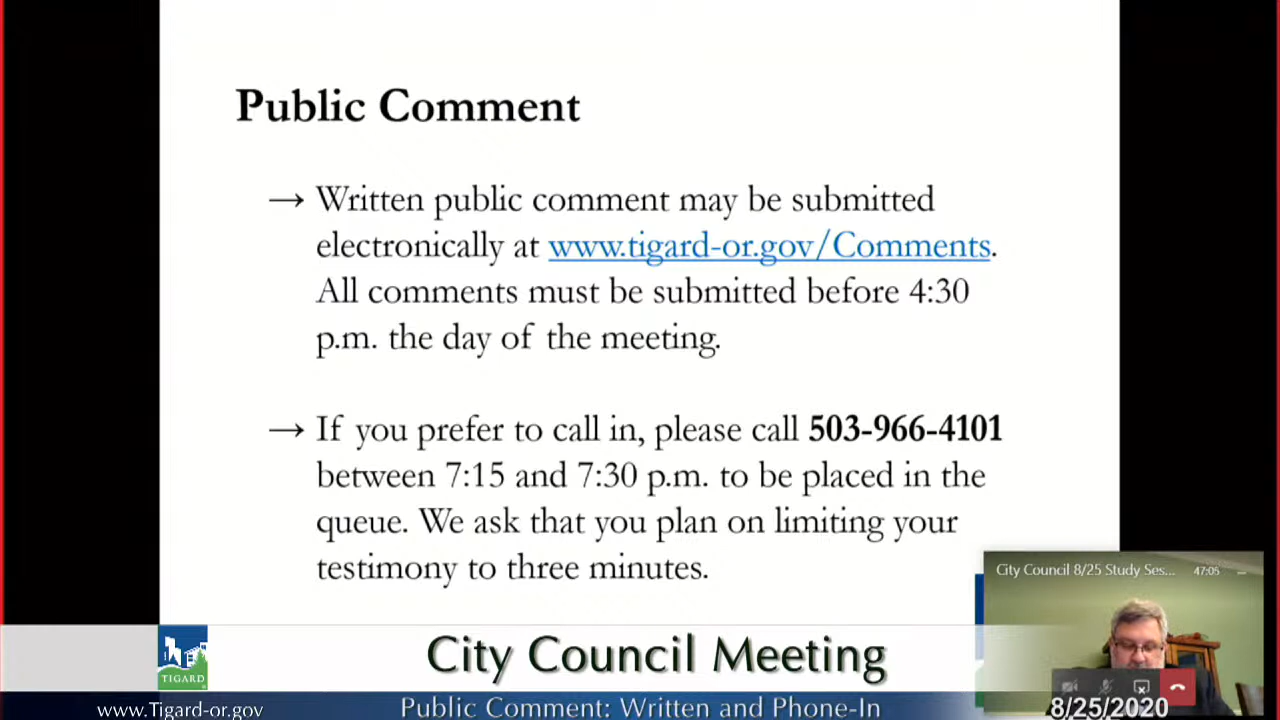 Public Comment
→ Written public comment may be submitted
electronically at www.tigard-or.gov/Comments.
All comments must be submitted before 4:30
p.m. the day of the meeting.
→ If you prefer to call in, please call 503-966-4101
between 7:15 and 7:30 p.m. to be placed in the
queue. We ask that you plan on limiting your
testimony to three minutes.
City Council 8/25 Study Ses... 47:05
City Council Meeting
TIGARD
www.Tigard-or.gov
Public Comment: Written and Phone-In
8/25/2020